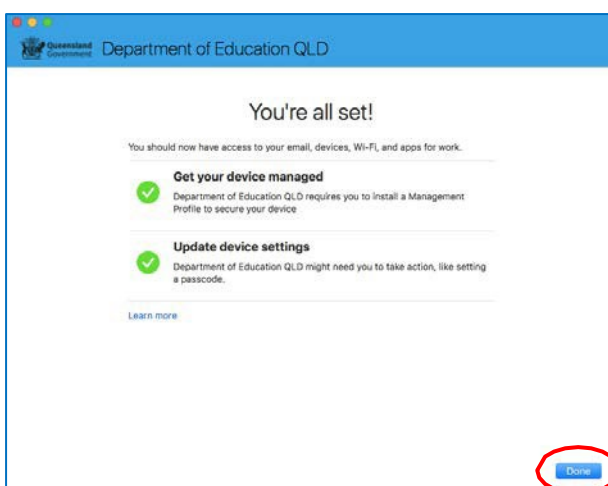 Queensland
Government
Department of Education QLD
You're all set!
You should now have access to your email, devices, Wi-Fi, and apps for work.
Get your device managed
Department of Education QLD requires you to install a Management
Profile to secure your device
Update device settings
Department of Education QLD might need you to take action, like setting
a passcode.
Learn more
Done